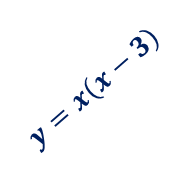 y = x(x − 3)